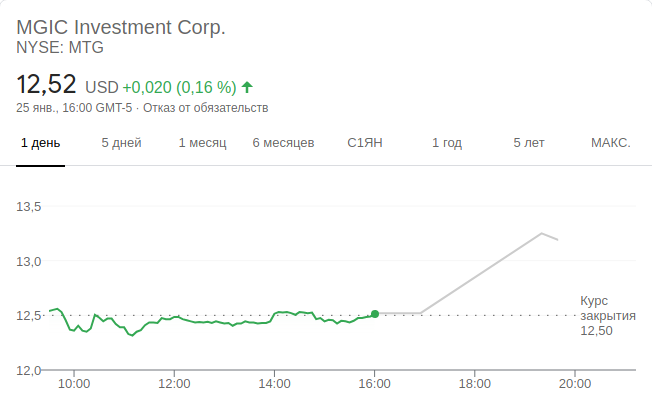 MGIC Investment Corp.
NYSE: MTG
12,52 USD +0,020 (0,16 %)
25 янв., 16:00 GMT-5 · Отказ от обязательств
1 день 5 дней 1 месяц 6 месяцев С1ЯН 1 год 5 лет МАКС.
13,5
13,0
12,5
12,0
Курс
закрытия
12,50
10:00 12:00 14:00 16:00 18:00 20:00